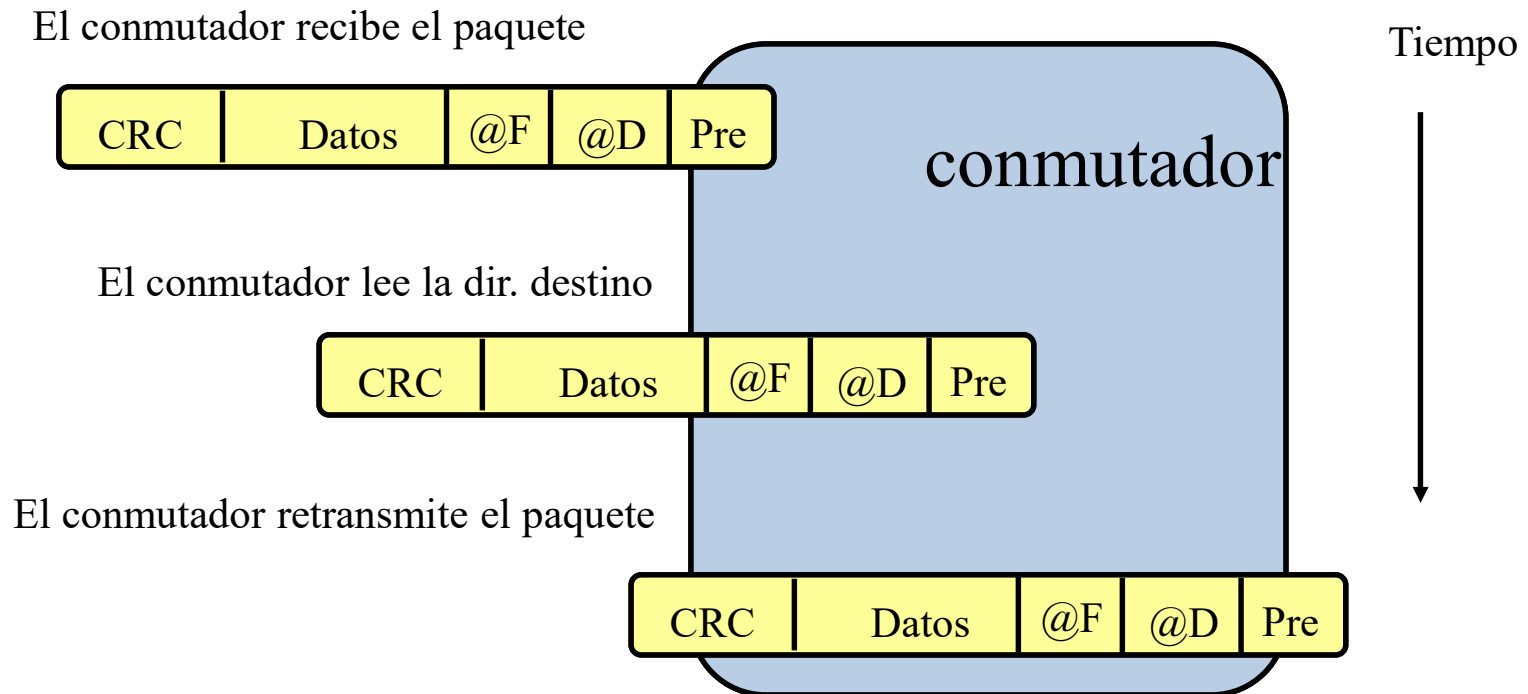 El conmutador recibe el paquete
Tiempo
CRC Datos @F @D Pre
conmutador
El conmutador lee la dir. destino
CRC Datos @F @D Pre
El conmutador retransmite el paquete
CRC Datos @F @D Pre